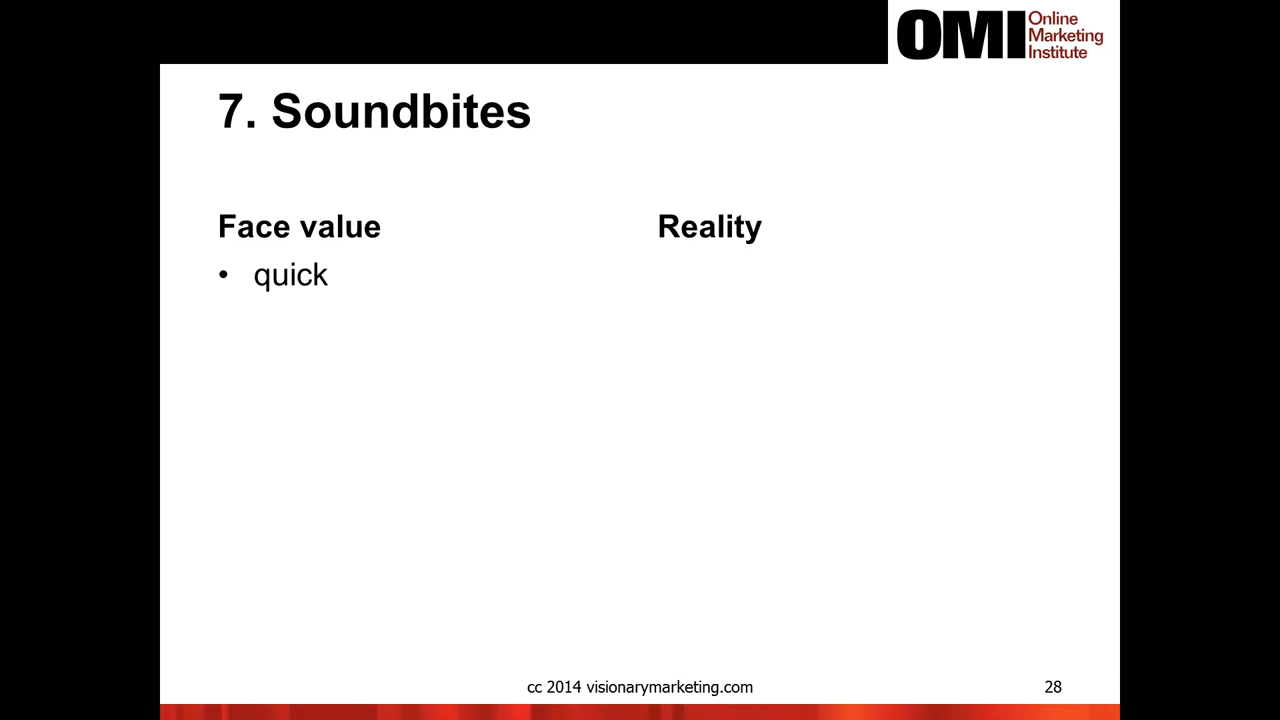 OMI Online
Marketing
Institute
7. Soundbites
Face value
Reality
• quick
cc 2014 visionarymarketing.com
28